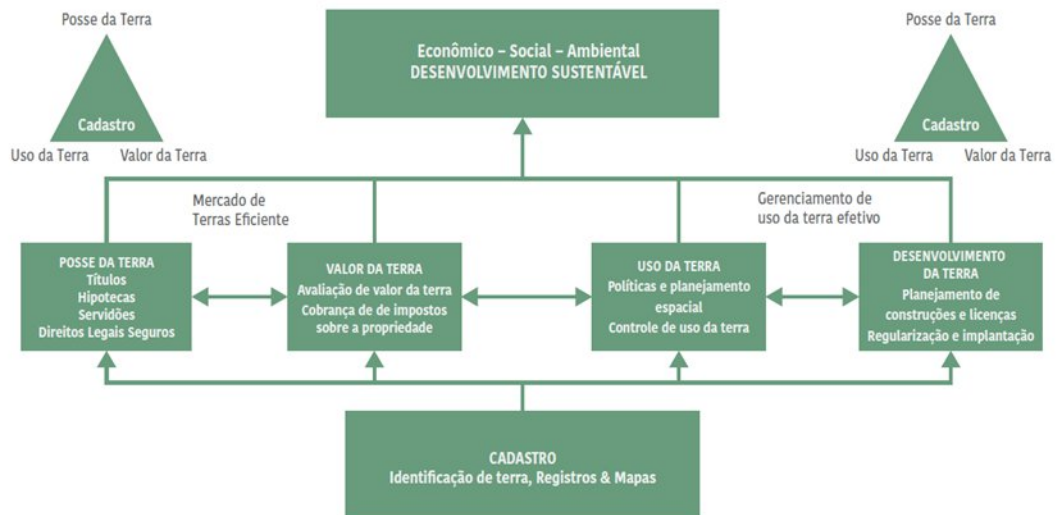 Posse da Terra
Cadastro
Uso da Terra
Valor da Terra
Econômico – Social – Ambiental
DESENVOLVIMENTO SUSTENTÁVEL
Posse da Terra
Cadastro
Uso da Terra
Valor da Terra
Mercado de
Terras Eficiente
Gerenciamento de
uso da terra efetivo
POSSE DA TERRA
Títulos
Hipotecas
Servidões
Direitos Legais Seguros
VALOR DA TERRA
Avaliação de valor da terra
Cobrança de de impostos
sobre a propriedade
USO DA TERRA
Políticas e planejamento
espacial
Controle de uso da terra
DESENVOLVIMENTO
DA TERRA
Planejamento de
construções e licenças
Regularização e implantação
CADASTRO
Identificação de terra, Registros & Mapas